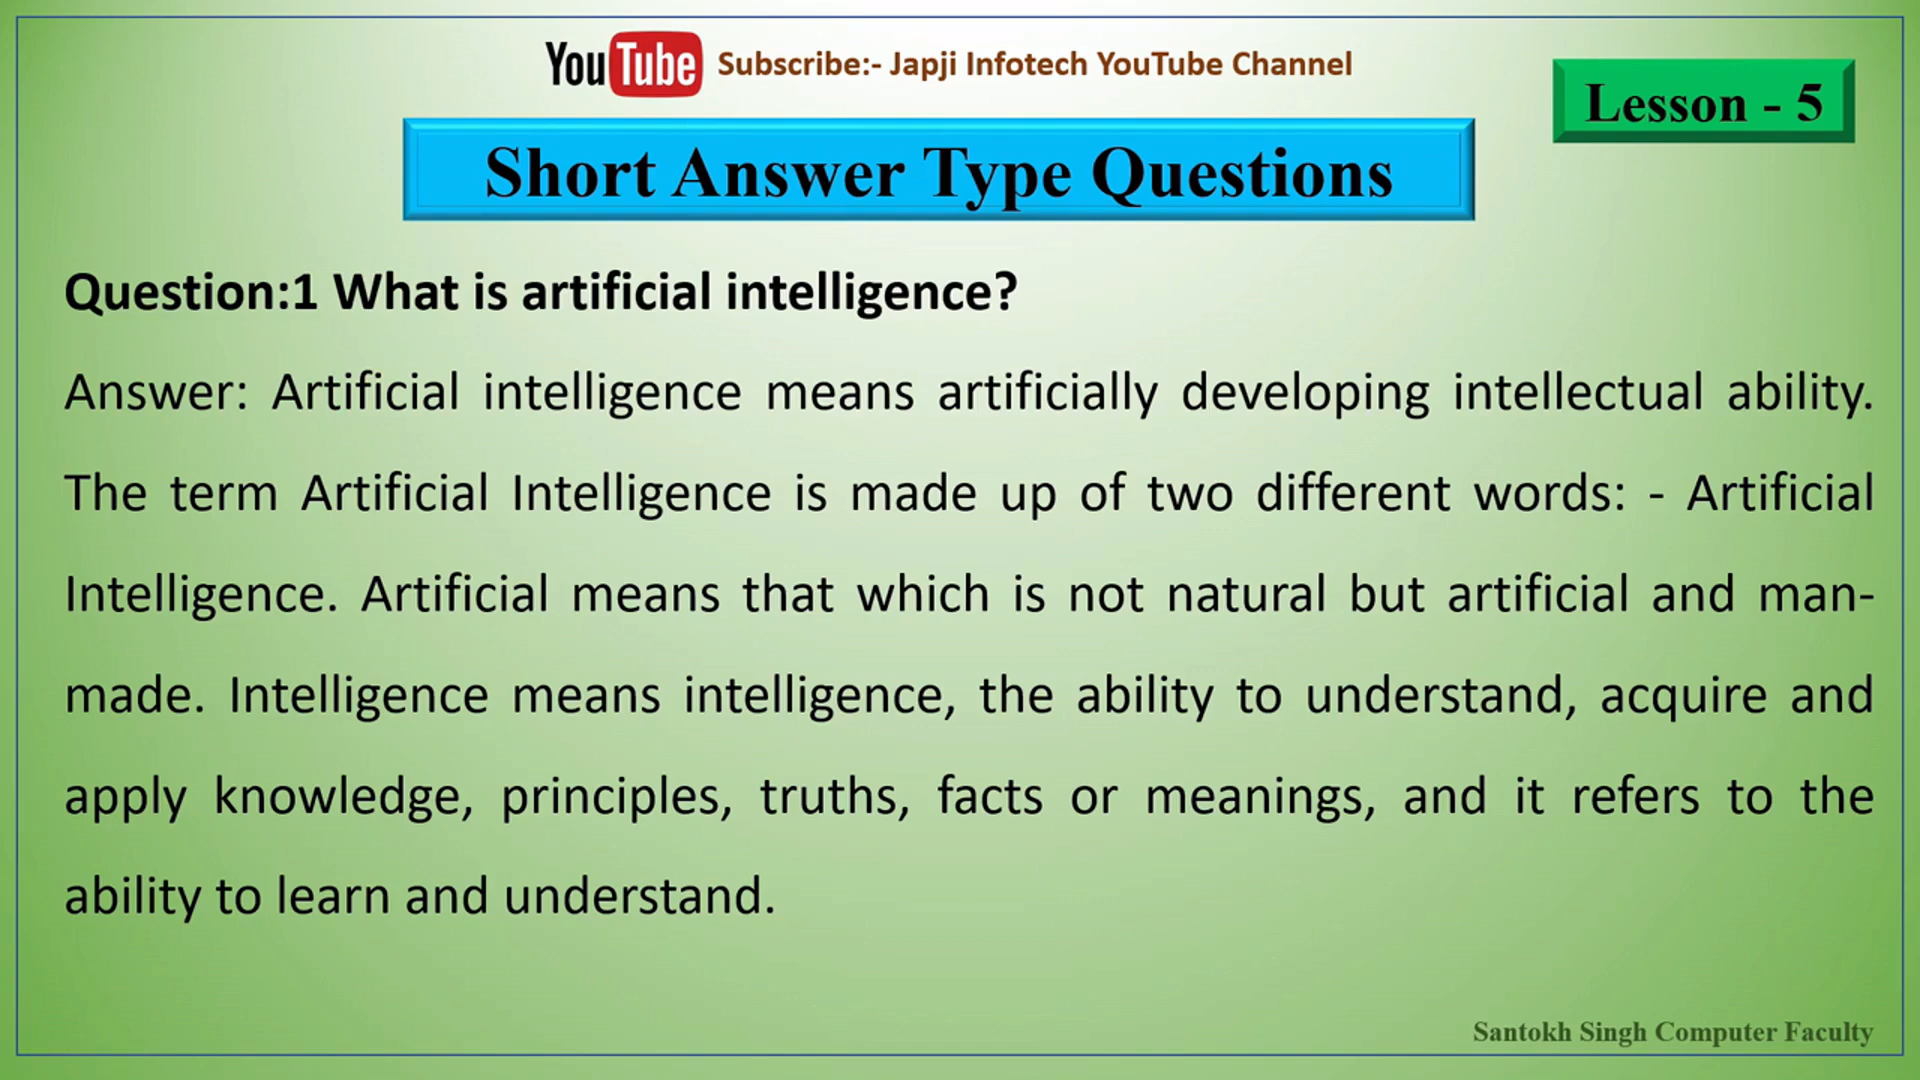 YouTube Subscribe:- Japji Infotech YouTube Channel
Lesson - 5
Short Answer Type Questions
Question:1 What is artificial intelligence?
Answer: Artificial intelligence means artificially developing intellectual ability.
The term Artificial Intelligence is made up of two different words: - Artificial
Intelligence. Artificial means that which is not natural but artificial and man-
made. Intelligence means intelligence, the ability to understand, acquire and
apply knowledge, principles, truths, facts or meanings, and it refers to the
ability to learn and understand.
Santokh Singh Computer Faculty